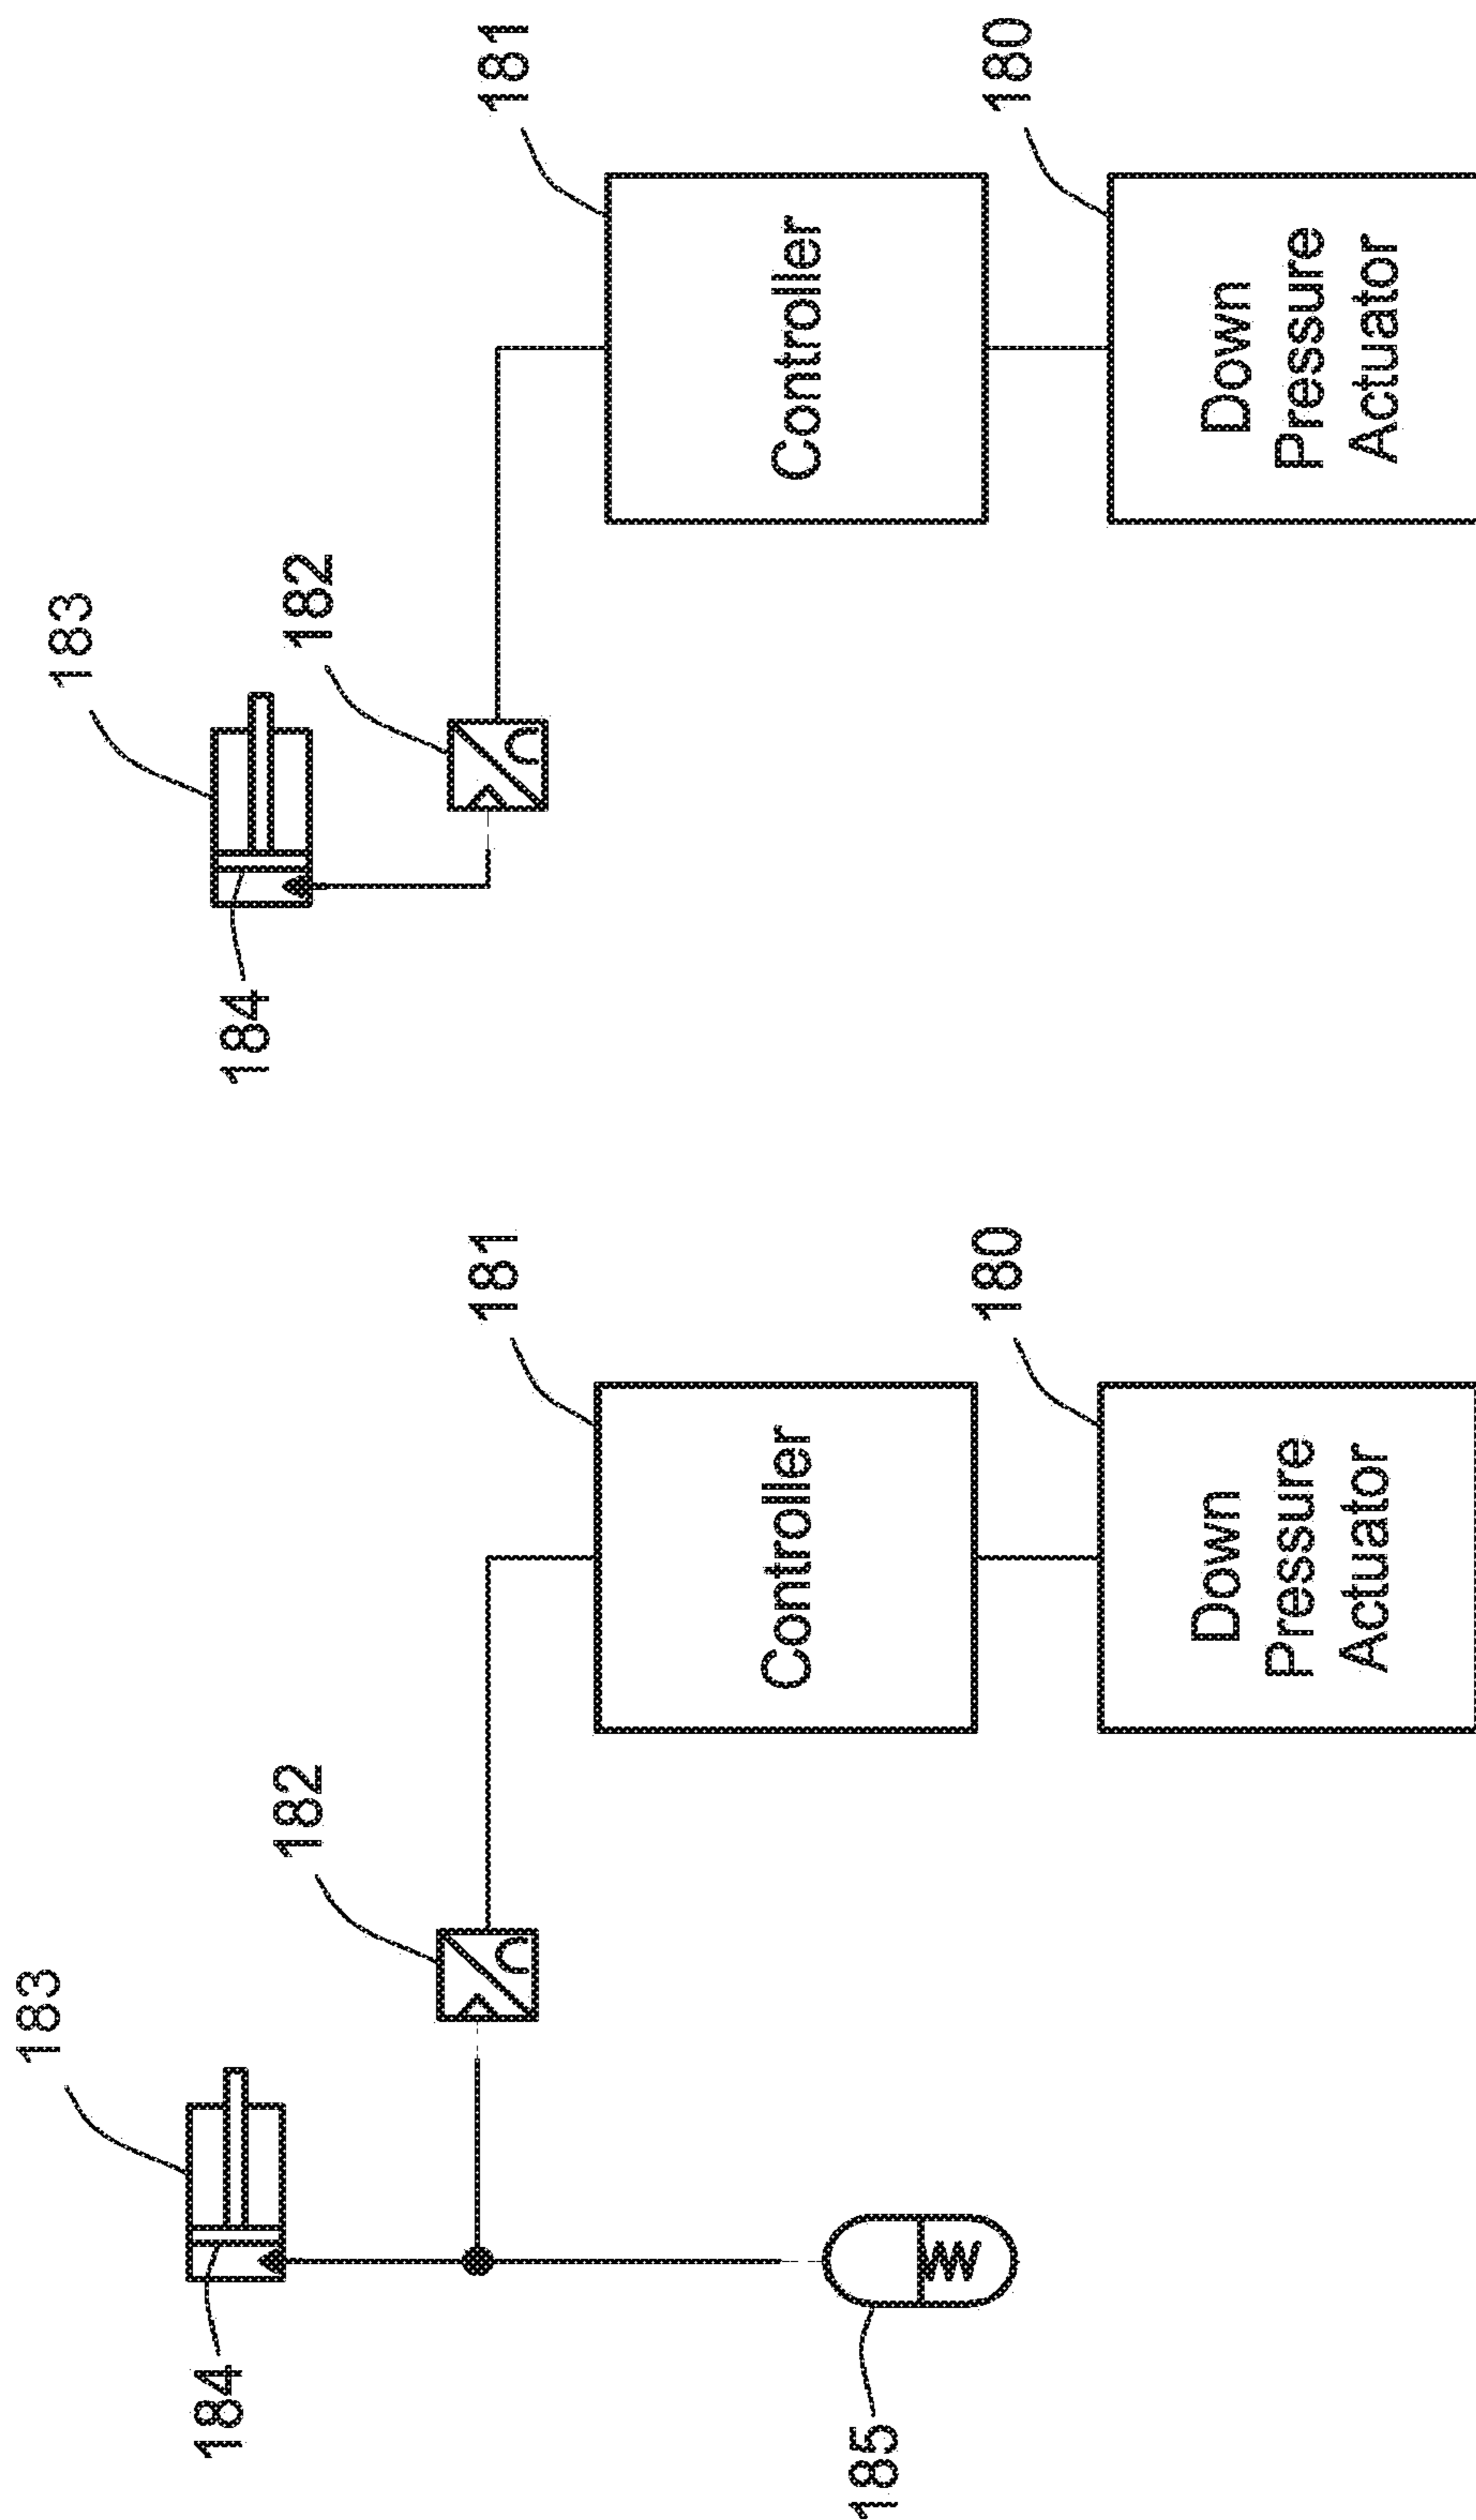 183
184
182
181
Controller
185
180
Down
Pressure
Actuator
183
184
182
181
Controller
180
Down
Pressure
Actuator